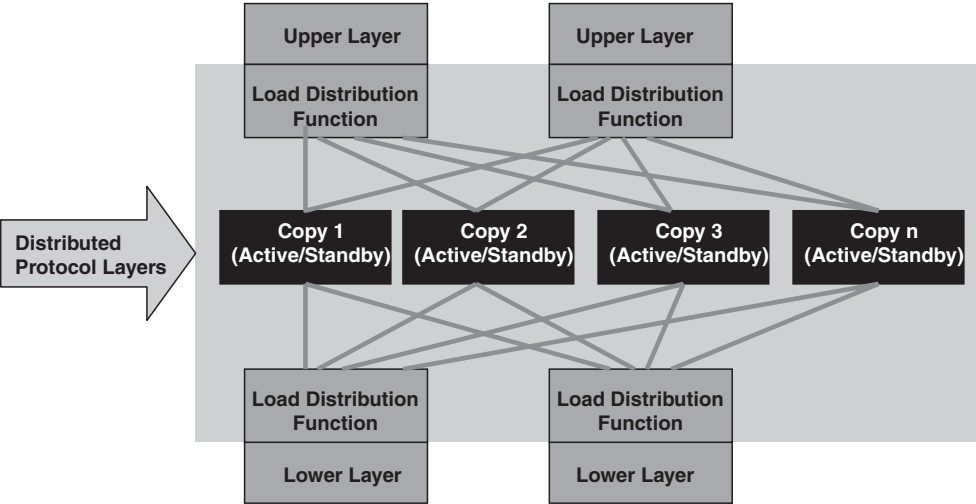 Upper Layer
Upper Layer
Load Distribution
Function
Load Distribution
Function
Distributed
Protocol Layers
Copy 1
(Active/Standby)
Copy 2
(Active/Standby)
Copy 3
(Active/Standby)
Copy n
(Active/Standby)
Load Distribution
Function
Load Distribution
Function
Lower Layer
Lower Layer